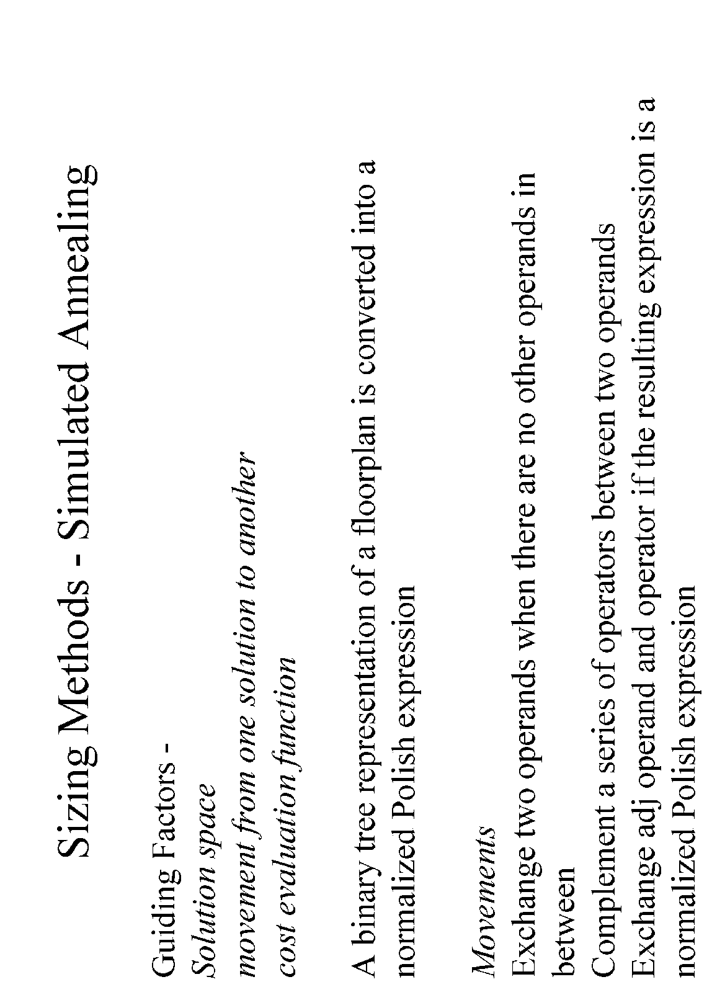 Sizing Methods - Simulated Annealing
Guiding Factors -
Solution space
movement from one solution to another
cost evaluation function
A binary tree representation of a floorplan is converted into a
normalized Polish expression
Movements
Exchange two operands when there are no other operands in
between
Complement a series of operators between two operands
Exchange adj operand and operator if the resulting expression is a
normalized Polish expression